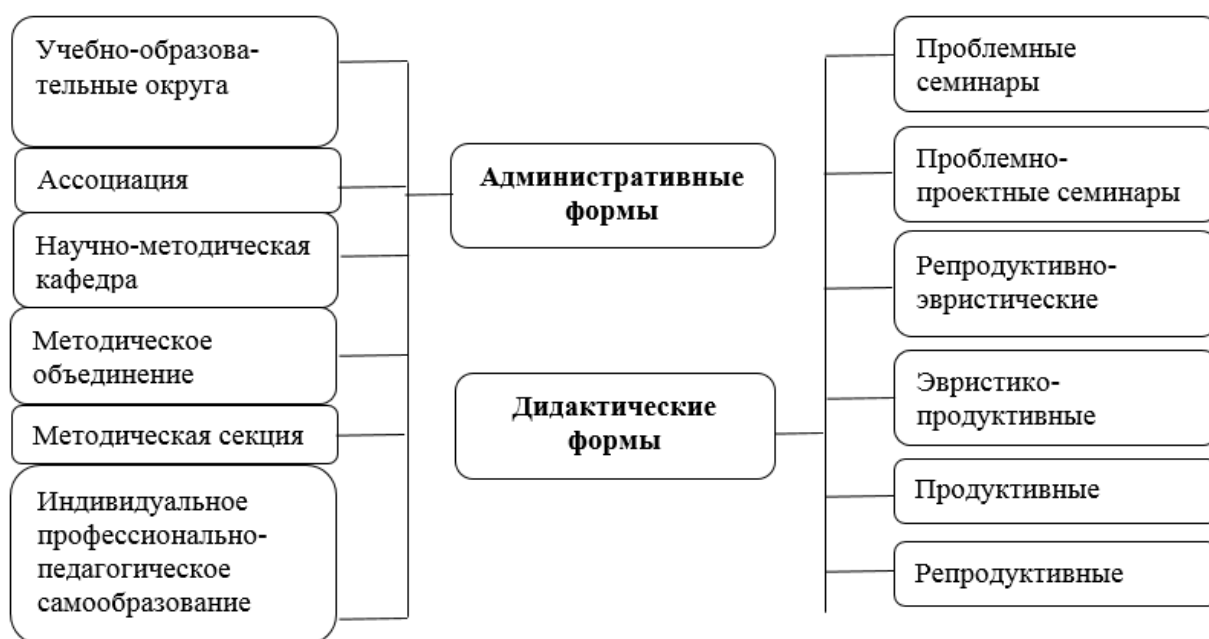 Учебно-образова-
тельные округа
Ассоциация
Научно-методическая
кафедра
Методическое
объединение
Методическая секция
Индивидуальное
профессионально-
педагогическое
самообразование
Административные
формы
Дидактические
формы
Проблемные
семинары
Проблемно-
проектные семинары
Репродуктивно-
эвристические
Эвристико-
продуктивные
Продуктивные
Репродуктивные